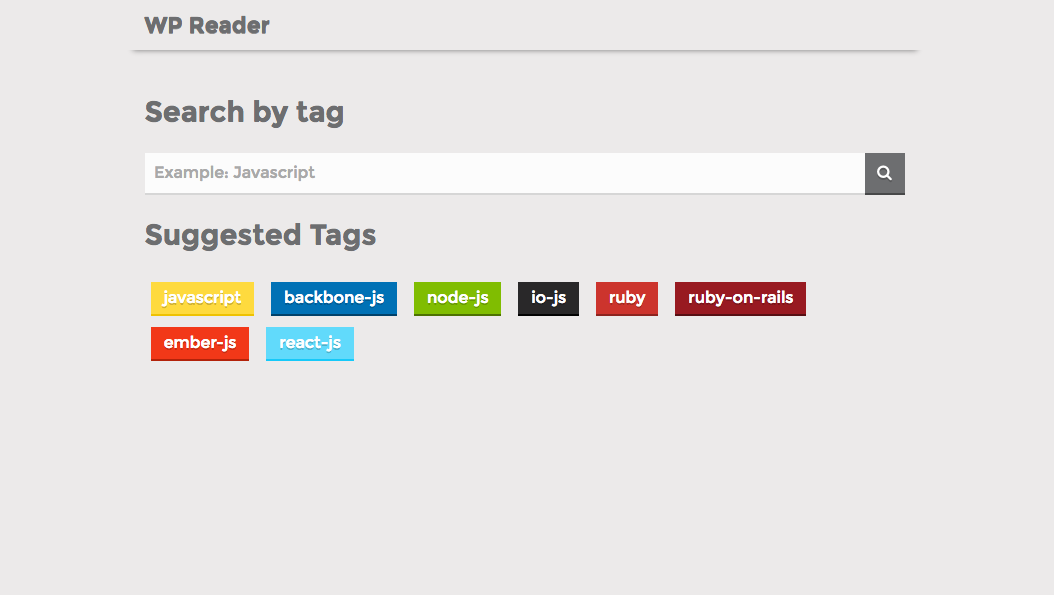 WP Reader
Search by tag
Example: Javascript
Suggested Tags
javascript backbone-js node-js io-js ruby ruby-on-rails
ember-js react-js